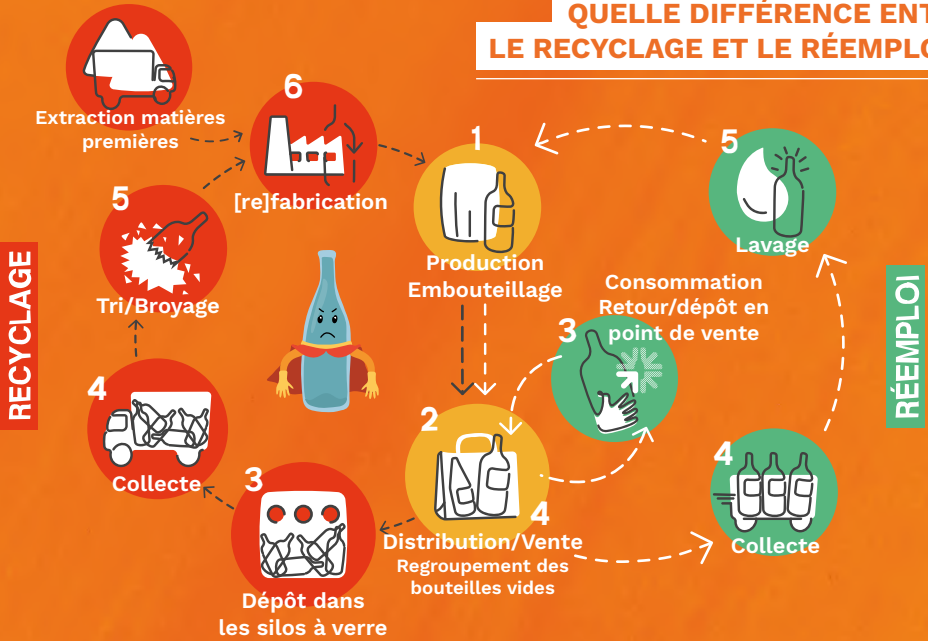 QUELLE DIFFÉRENCE
LE RECYCLAGE ET LE
Extraction matières
premières
6
[re]fabrication
1
Production
Embouteillage
5
Lavage
5
Tri/Broyage
Consommation
Retour/dépôt en
point de vente
3
RECYCLAGE
RÉEMPLOI
4
Collecte
2
4
Distribution/Vente
Regroupement des
bouteilles vides
4
Collecte
3
Dépôt dans
les silos à verre